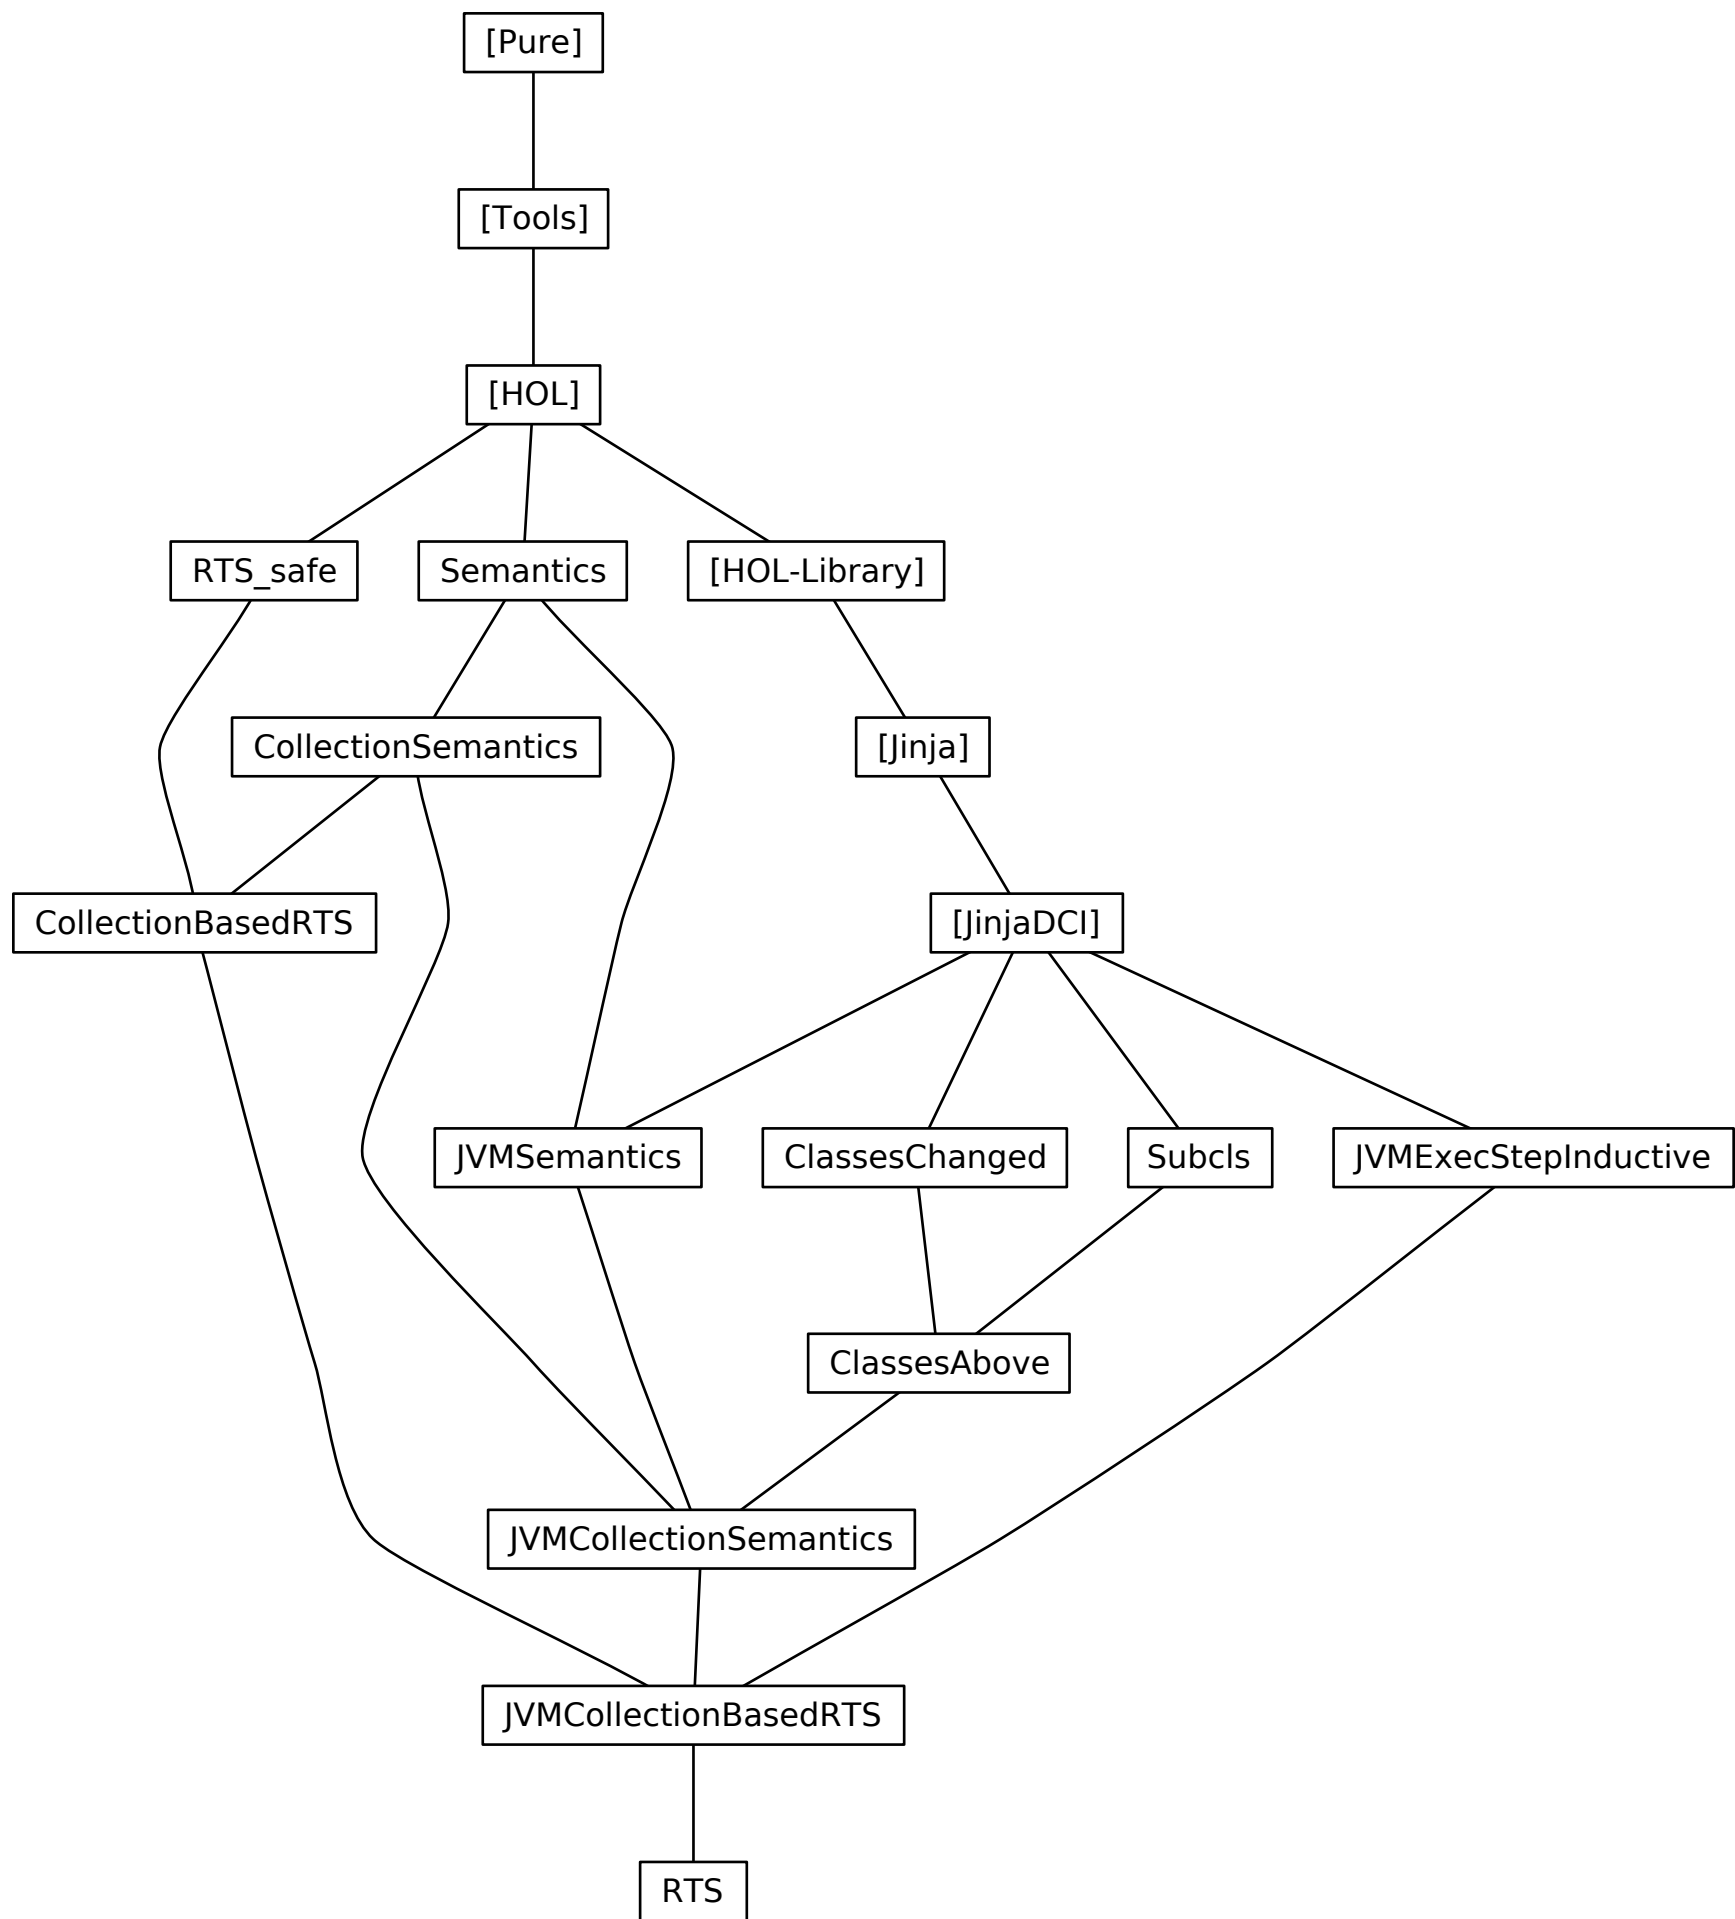 [Pure]
[Tools]
[HOL]
RTS_safe
Semantics
[HOL-Library]
CollectionSemantics
[Jinja]
CollectionBasedRTS
[JinjaDCI]
JVMSemantics
ClassesChanged
Subcls
JVMExecStepInductive
ClassesAbove
JVMCollectionSemantics
JVMCollectionBasedRTS
RTS